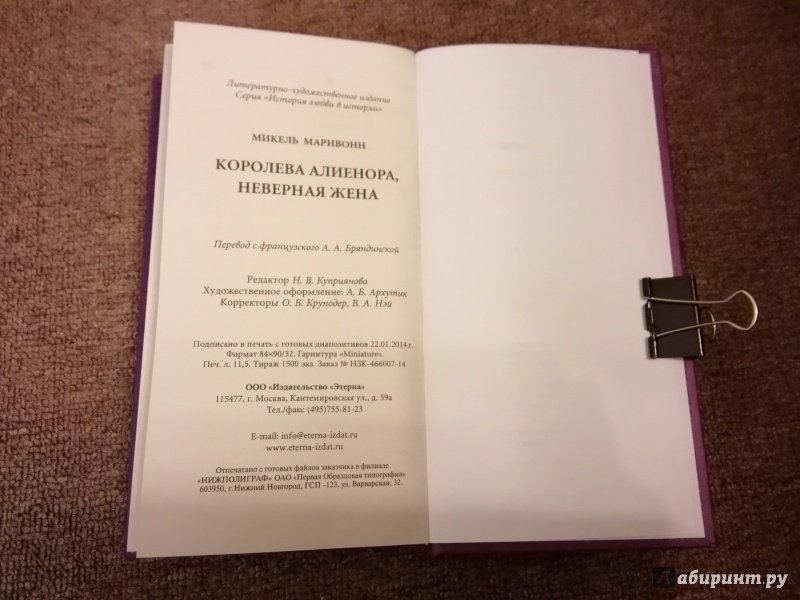 Литературно-художественное издание
Серия «История любви в истории»
МИКЕЛЬ МАРИВОНН
КОРОЛЕВА АЛИЕНОРА,
НЕВЕРНАЯ ЖЕНА
Перевод с французского А. А. Бряндинской
Редактор Н. В. Куприянова
Художественное оформление: А. Б. Архутик
Корректоры О. В. Круподер, В. А. Нэй
Подписано в печать с готовых диапозитивов 22.01.2014 г.
Формат 84×90/32. Гарнитура «Miniature».
Печ. л. 11,5. Тираж 1500 экз. Заказ № НЗК-466007-14
ООО «Издательство «Этерна»
115477, г. Москва, Кантемировская ул., д. 59а
Тел./факс (495)755-81-23
E-mail: info@eterna-izdat.ru
www.eterna-izdat.ru
Отпечатано с готовых файлов заказчика в филиале
«НИЖПОЛИГРАФ» ОАО "Первая Образцовая типография"
603950, г.Нижний Новгород, ГСП -123, ул. Варварская, 32.
Лабиринт.ру